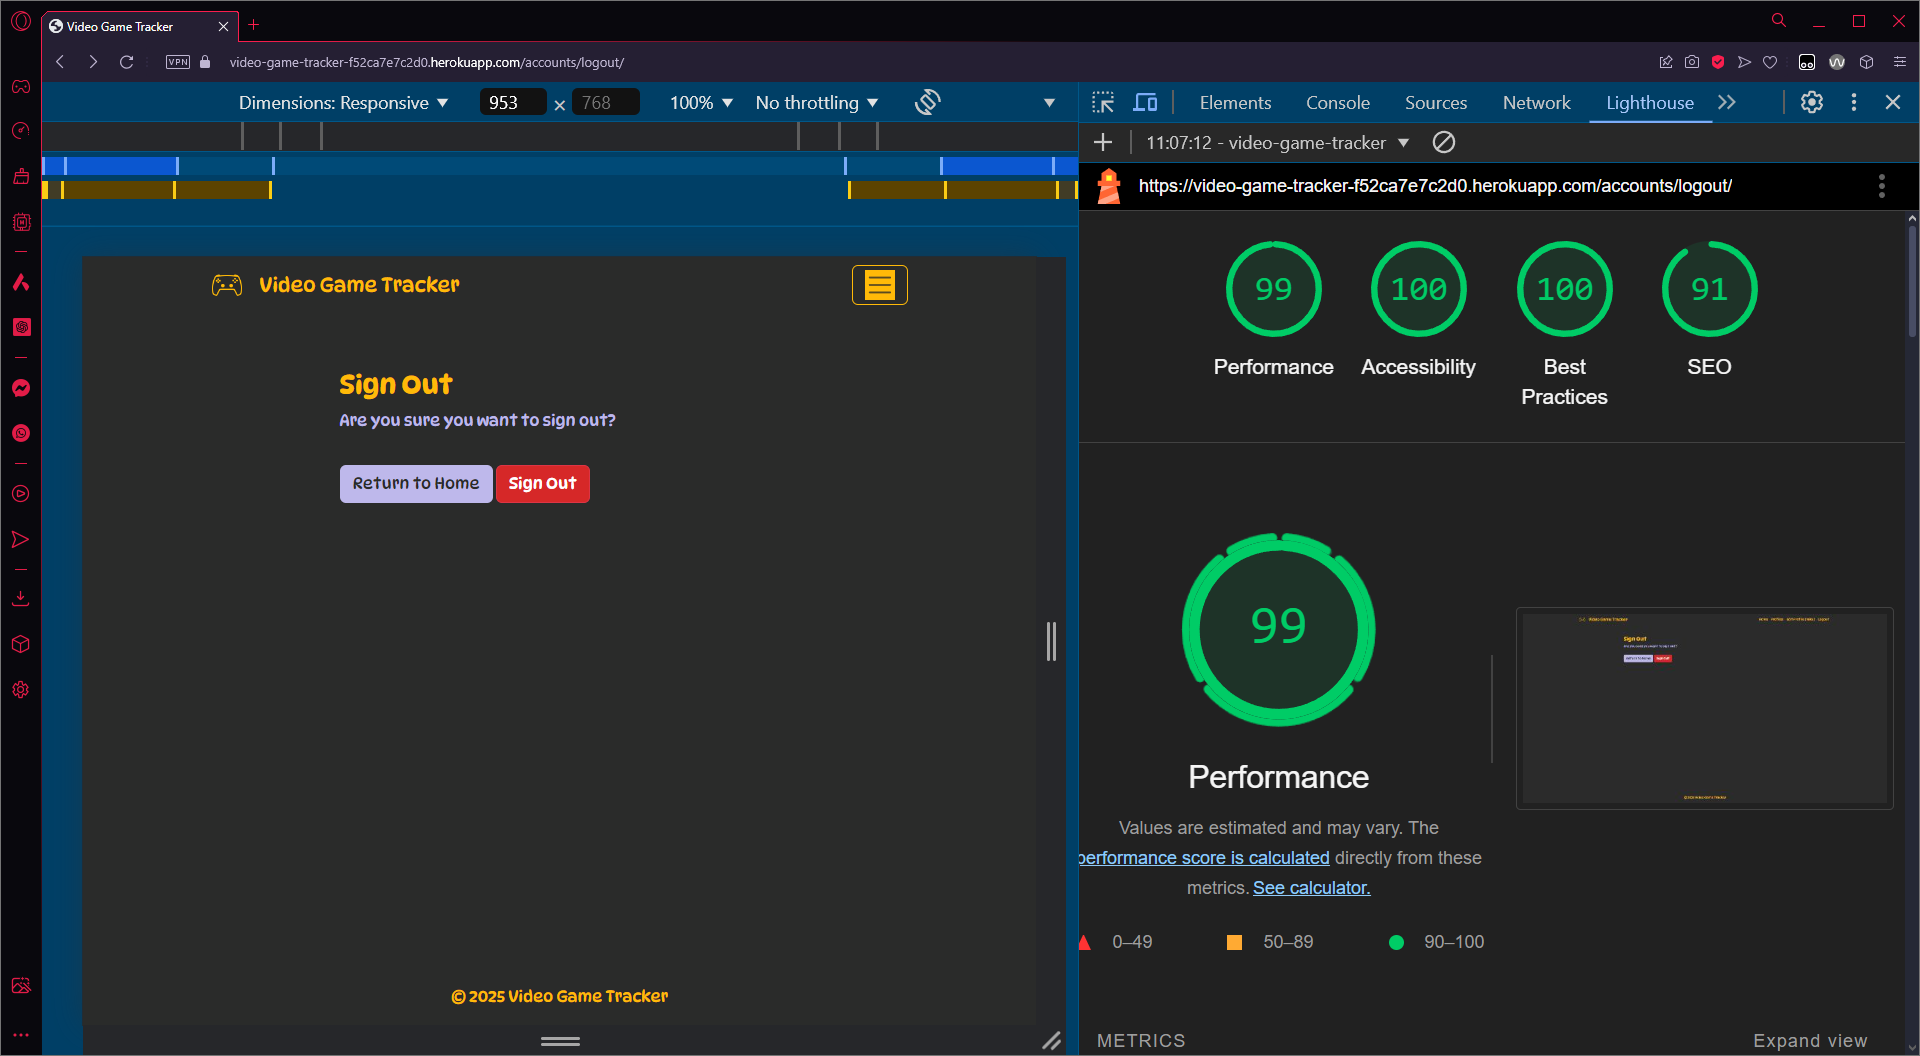 Video Game Tracker
VPN
video-game-tracker-f52ca7e7c2d0.herokuapp.com/accounts/logout/
Dimensions: Responsive
953
×
768
100%
No throttling
Elements
Console
Sources
Network
Lighthouse
11:07:12 - video-game-tracker
https://video-game-tracker-f52ca7e7c2d0.herokuapp.com/accounts/logout/
Video Game Tracker
Sign Out
Are you sure you want to sign out?
Return to Home
Sign Out
© 2025 Video Game Tracker
99
100
100
91
Performance
Accessibility
Best
Practices
SEO
99
Performance
Values are estimated and may vary. The
performance score is calculated directly from these
metrics. See calculator.
0–49
50–89
90–100
Video Game Tracker
Sign Out
METRICS
Expand view